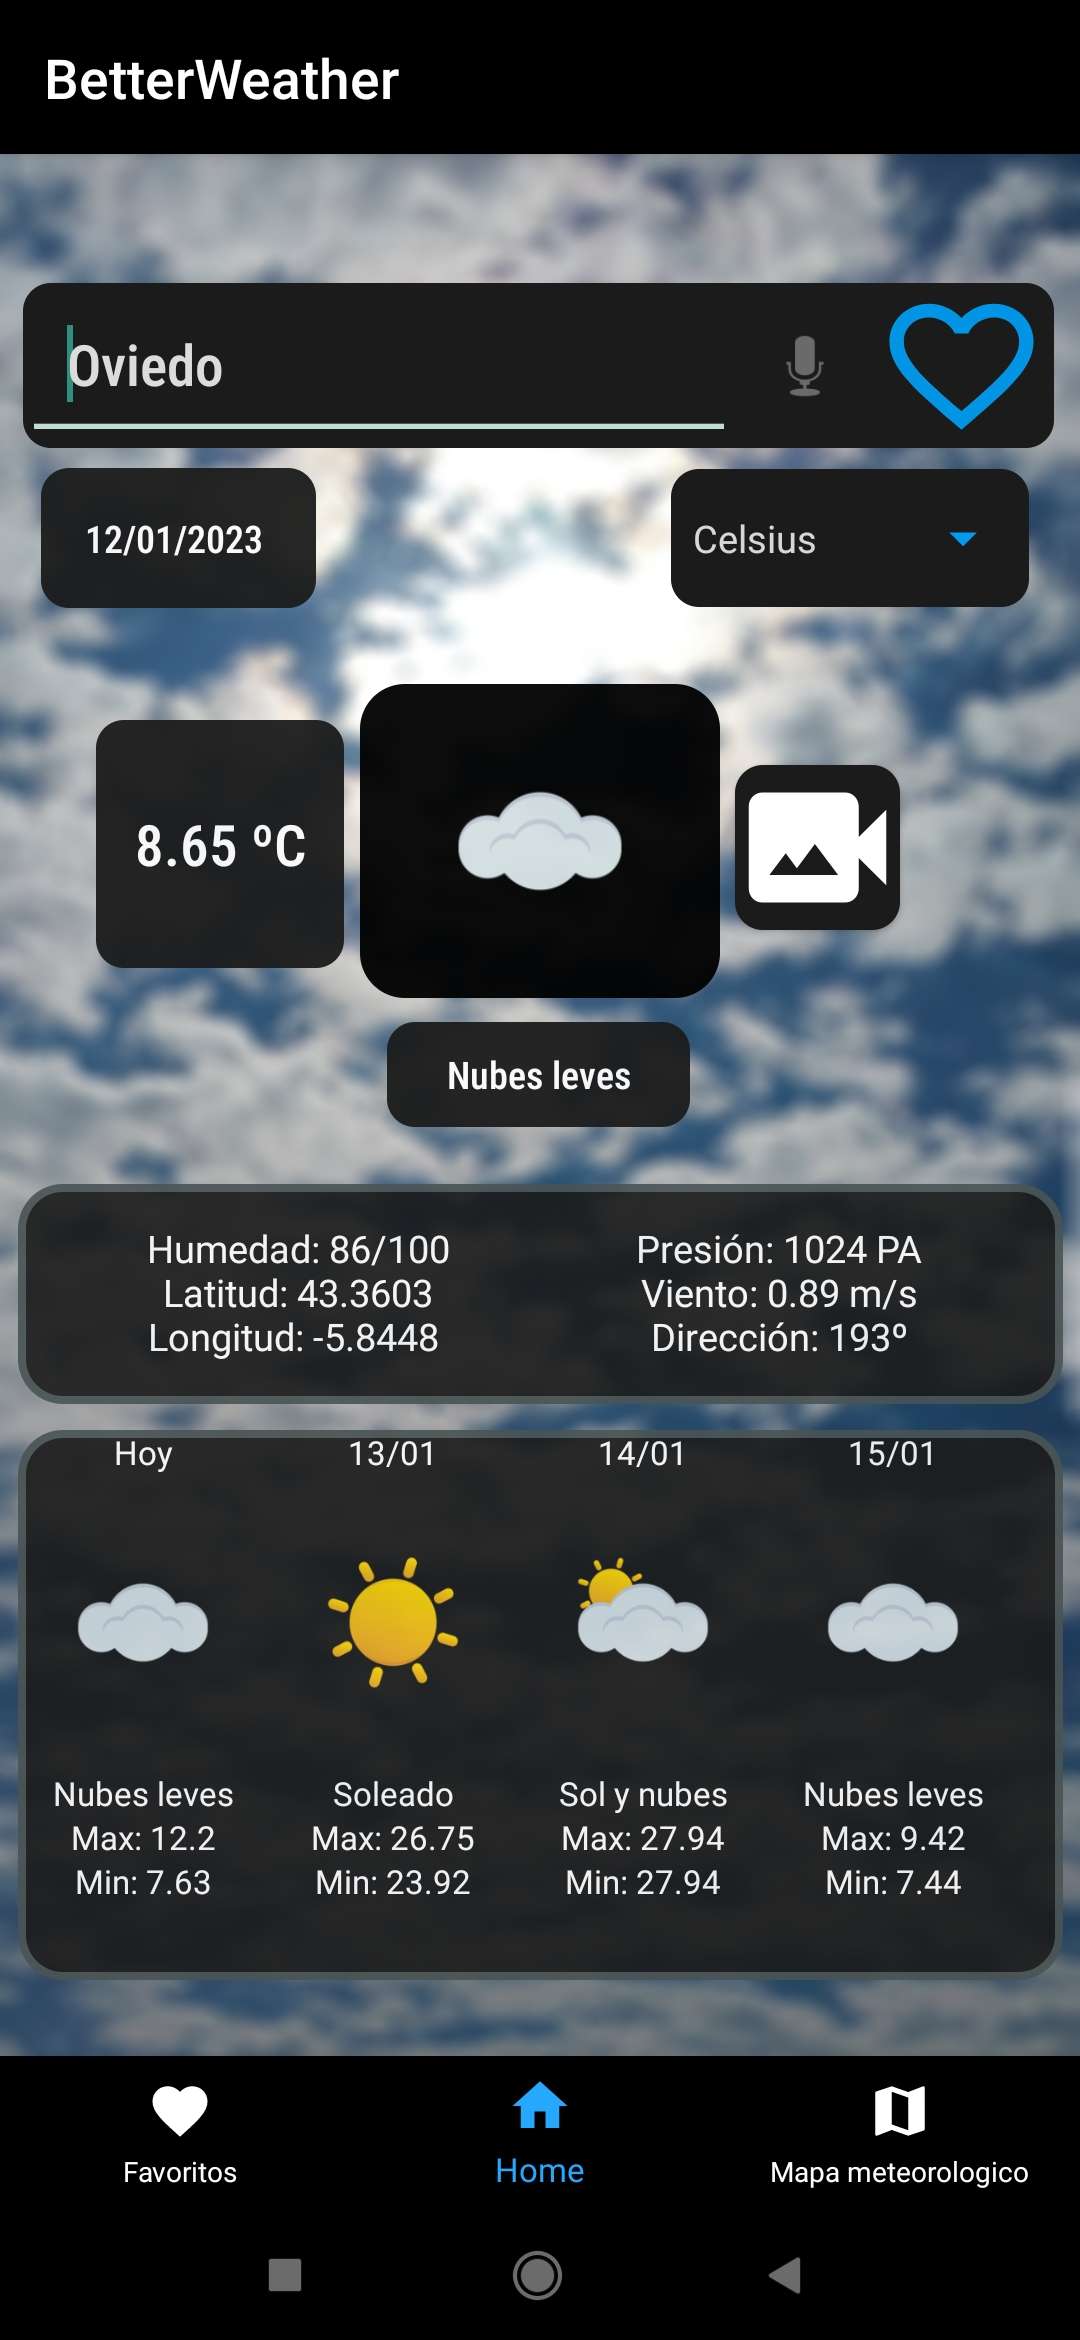 BetterWeather
Oviedo
12/01/2023
Celsius
8.65 ºC
Nubes leves
Humedad: 86/100
Latitud: 43.3603
Longitud: -5.8448
Presión: 1024 PA
Viento: 0.89 m/s
Dirección: 193º
Hoy
Nubes leves
Max: 12.2
Min: 7.63
13/01
Soleado
Max: 26.75
Min: 23.92
14/01
Sol y nubes
Max: 27.94
Min: 27.94
15/01
Nubes leves
Max: 9.42
Min: 7.44
Favoritos
Home
Mapa meteorologico